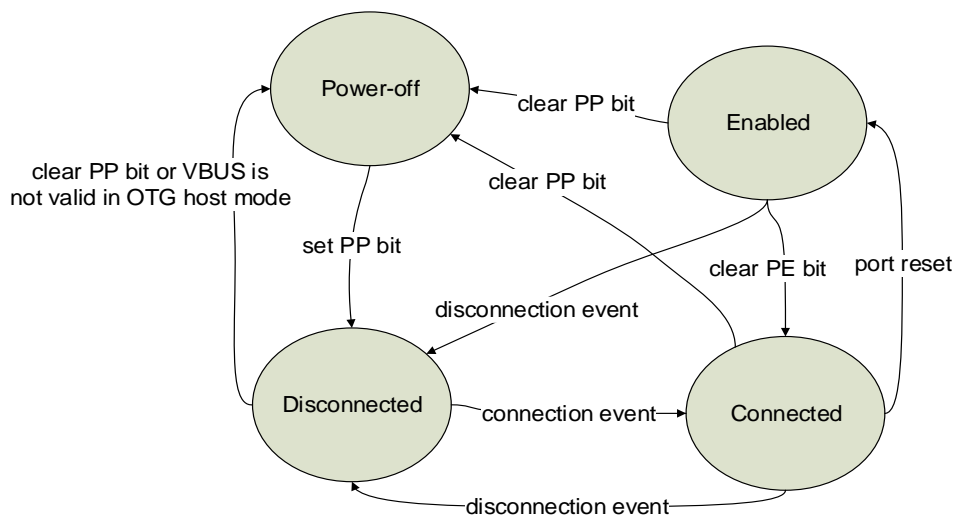 Power-off
clear PP bit
Enabled
clear PP bit or VBUS is
not valid in OTG host mode
clear PP bit
set PP bit
clear PE bit
port reset
disconnection event
Disconnected
connection event
Connected
disconnection event